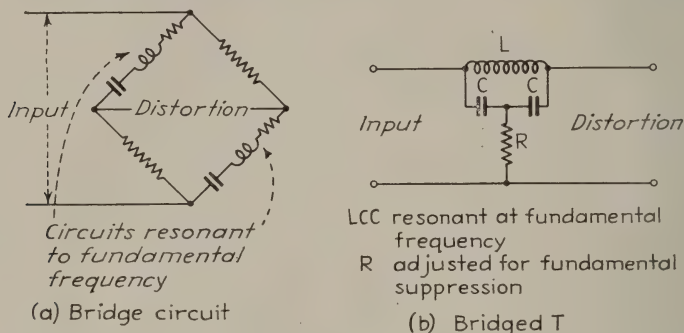 Input
Distortion
Circuits resonant
to fundamental
frequency
(a) Bridge circuit
L
C C
R
Input
Distortion
LCC resonant at fundamental
frequency
R adjusted for fundamental
suppression
(b) Bridged T